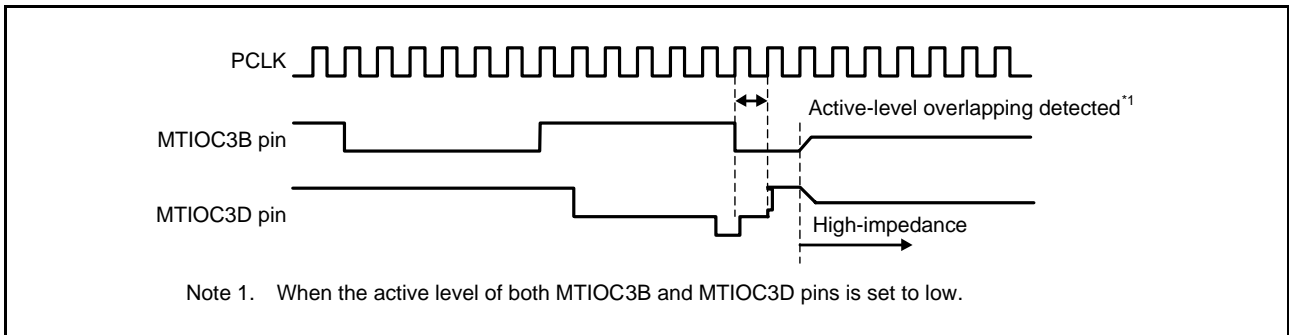 PCLK
Active-level overlapping detected*1
MTIOC3B pin
MTIOC3D pin
High-impedance
Note 1. When the active level of both MTIOC3B and MTIOC3D pins is set to low.